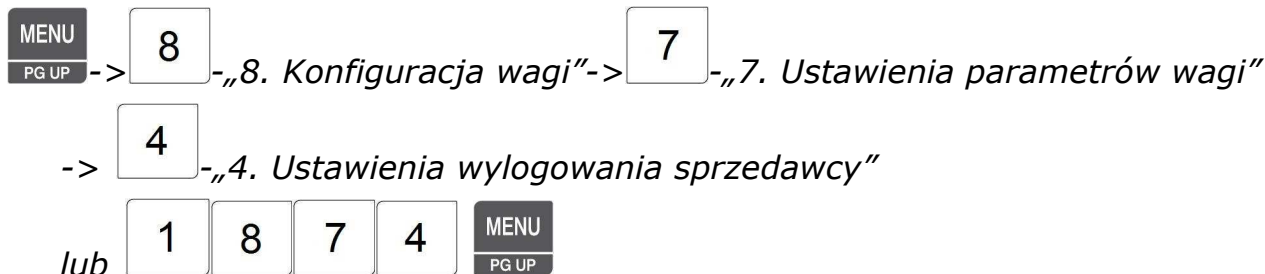 MENU PG UP -> 8 -„8. Konfiguracja wagi”-> 7 -„7. Ustawienia parametrów wagi”
-> 4 -„4. Ustawienia wylogowania sprzedawcy”
lub 1 8 7 4 MENU PG UP